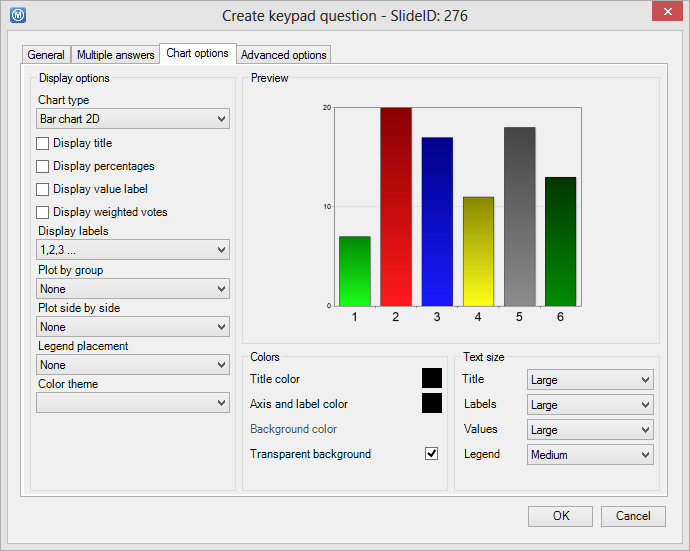 Create keypad question - SlideID: 276
General
Multiple answers
Chart options
Advanced options
Display options
Chart type
Bar chart 2D
Display title
Display percentages
Display value label
Display weighted votes
Display labels
1,2,3 ...
Plot by group
None
Plot side by side
None
Legend placement
None
Color theme
Preview
20
10
0
1 2 3 4 5 6
Colors
Title color
Axis and label color
Background color
Transparent background
Text size
Title Large
Labels Large
Values Large
Legend Medium
OK
Cancel